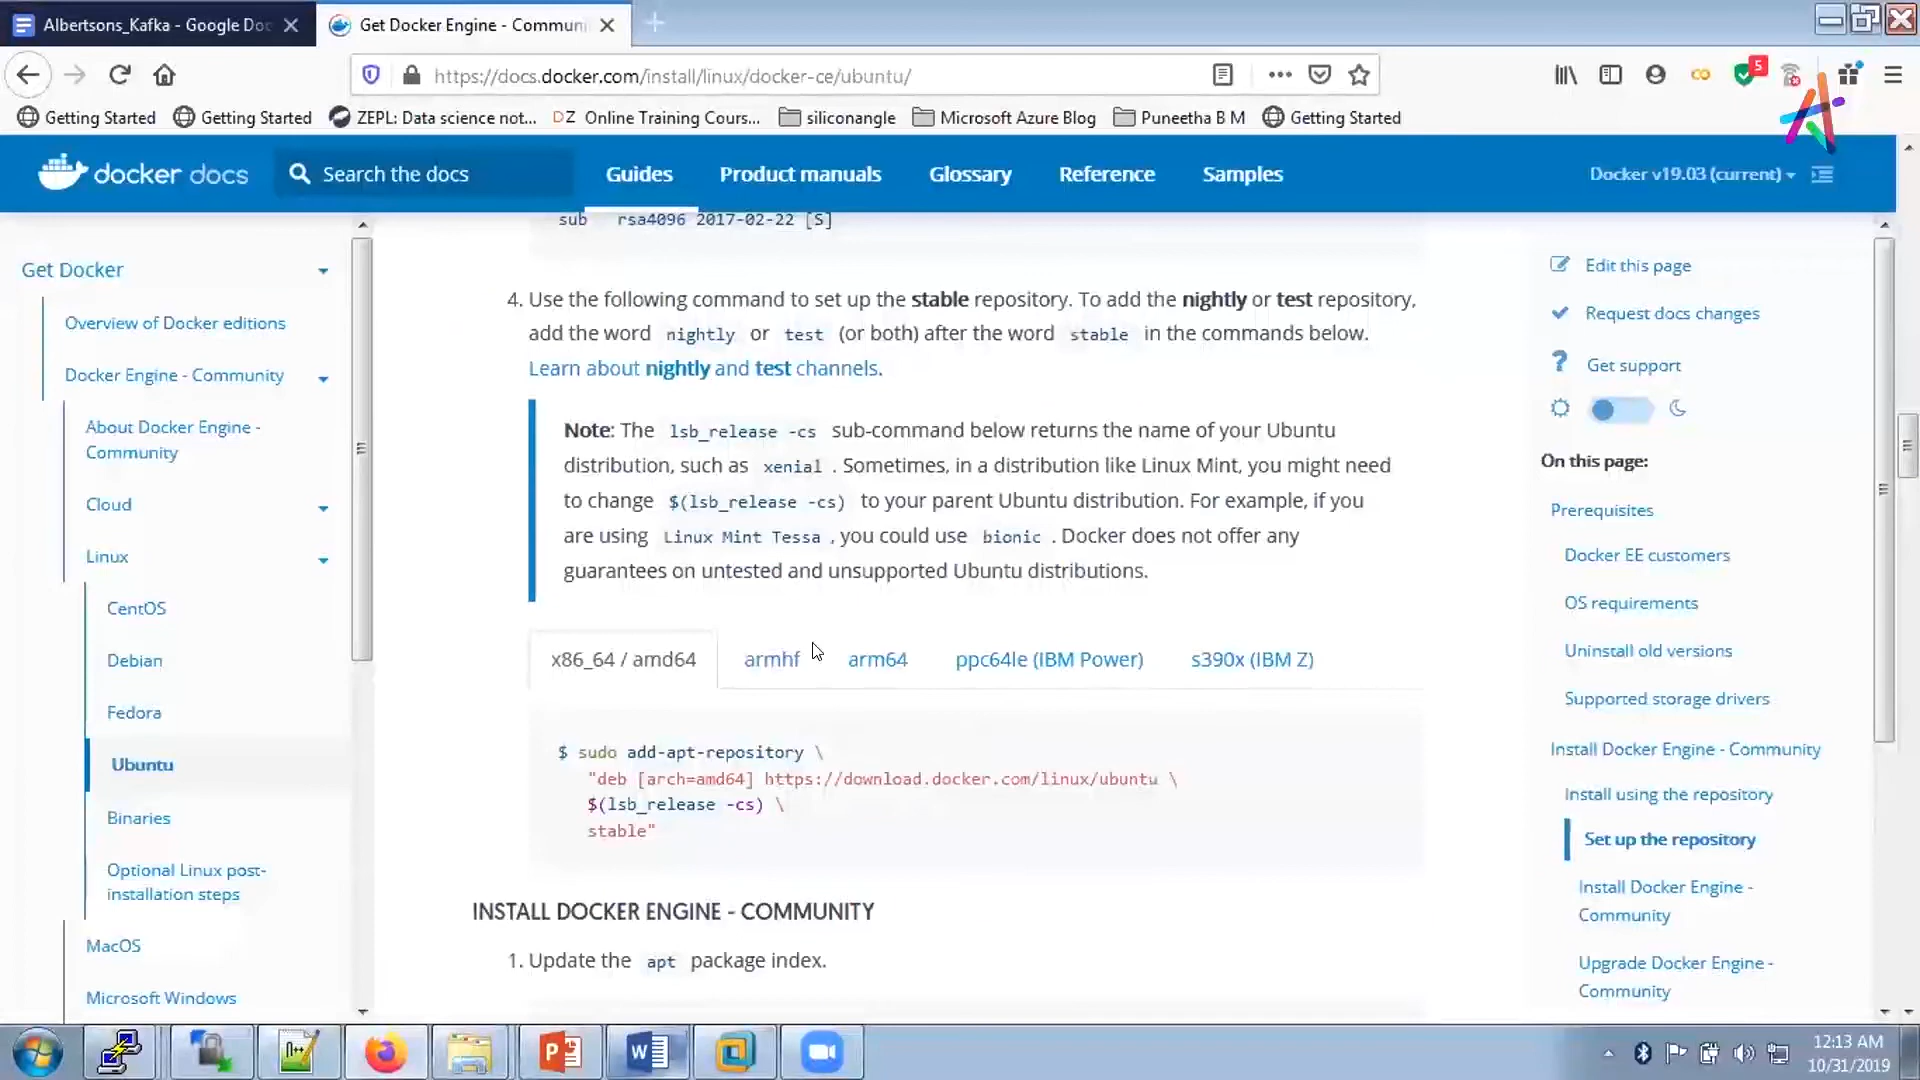 Albertsons_Kafka - Google Doc
Get Docker Engine - Commun
https://docs.docker.com/install/linux/docker-ce/ubuntu/
5
Getting Started
Getting Started
ZEPL: Data science not...
DZ Online Training Cours...
siliconangle
Microsoft Azure Blog
Puneetha B M
Getting Started
docker docs
Search the docs
Guides
Product manuals
Glossary
Reference
Samples
Docker v19.03 (current)
Get Docker
Overview of Docker editions
Docker Engine - Community
About Docker Engine -
Community
Cloud
Linux
CentOS
Debian
Fedora
Ubuntu
Binaries
Optional Linux post-
installation steps
MacOS
Microsoft Windows
sub rsa4096 2017-02-22 [S]
4. Use the following command to set up the stable repository. To add the nightly or test repository,
add the word nightly or test (or both) after the word stable in the commands below.
Learn about nightly and test channels.
Note: The lsb_release -cs sub-command below returns the name of your Ubuntu
distribution, such as xenial . Sometimes, in a distribution like Linux Mint, you might need
to change $(lsb_release -cs) to your parent Ubuntu distribution. For example, if you
are using Linux Mint Tessa , you could use bionic . Docker does not offer any
guarantees on untested and unsupported Ubuntu distributions.
x86_64 / amd64
armhf
arm64
ppc64le (IBM Power)
s390x (IBM Z)
$ sudo add-apt-repository \
"deb [arch=amd64] https://download.docker.com/linux/ubuntu \
$(lsb_release -cs) \
stable"
INSTALL DOCKER ENGINE - COMMUNITY
1. Update the apt package index.
Edit this page
Request docs changes
Get support
On this page:
Prerequisites
Docker EE customers
OS requirements
Uninstall old versions
Supported storage drivers
Install Docker Engine - Community
Install using the repository
Set up the repository
Install Docker Engine -
Community
Upgrade Docker Engine -
Community
12:13 AM
10/31/2019